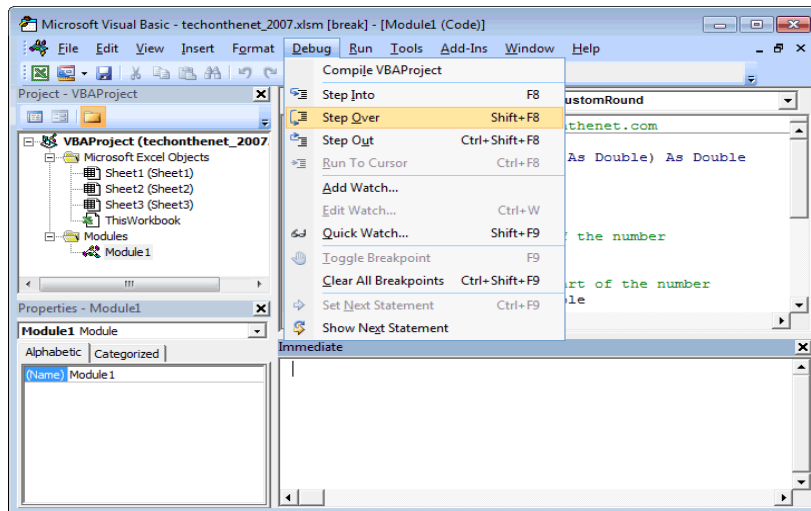 Microsoft Visual Basic - techonthenet_2007.xlsm [break] - [Module1 (Code)]
File Edit View Insert Format Debug Run Tools Add-Ins Window Help
Project - VBAProject
VBAProject (techonthenet_2007.
Microsoft Excel Objects
Sheet1 (Sheet1)
Sheet2 (Sheet2)
Sheet3 (Sheet3)
ThisWorkbook
Modules
Module1
Properties - Module1
Module1 Module
Alphabetic Categorized
(Name) Module1
Compile VBAProject
Step Into F8
Step Over Shift+F8
Step Out Ctrl+Shift+F8
Run To Cursor Ctrl+F8
Add Watch...
Edit Watch... Ctrl+W
Quick Watch... Shift+F9
Toggle Breakpoint F9
Clear All Breakpoints Ctrl+Shift+F9
Set Next Statement Ctrl+F9
Show Next Statement
ustomRound
thenet.com
As Double) As Double
the number
rt of the number
le
Immediate